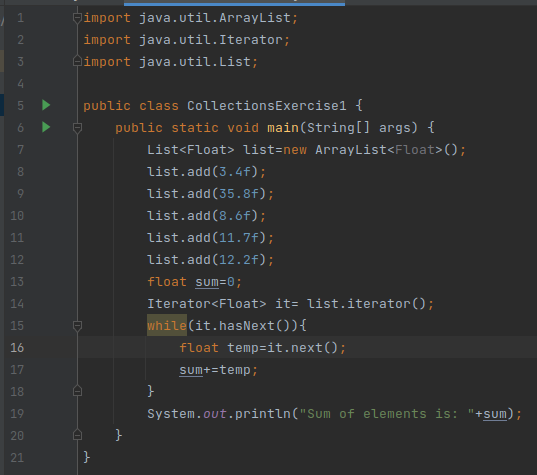 1 import java.util.ArrayList;
2 import java.util.Iterator;
3 import java.util.List;
4
5 public class CollectionsExercise1 {
6 public static void main(String[] args) {
7 List<Float> list=new ArrayList<Float>();
8 list.add(3.4f);
9 list.add(35.8f);
10 list.add(8.6f);
11 list.add(11.7f);
12 list.add(12.2f);
13 float sum=0;
14 Iterator<Float> it= list.iterator();
15 while(it.hasNext()){
16 float temp=it.next();
17 sum+=temp;
18 }
19 System.out.println("Sum of elements is: "+sum);
20 }
21 }